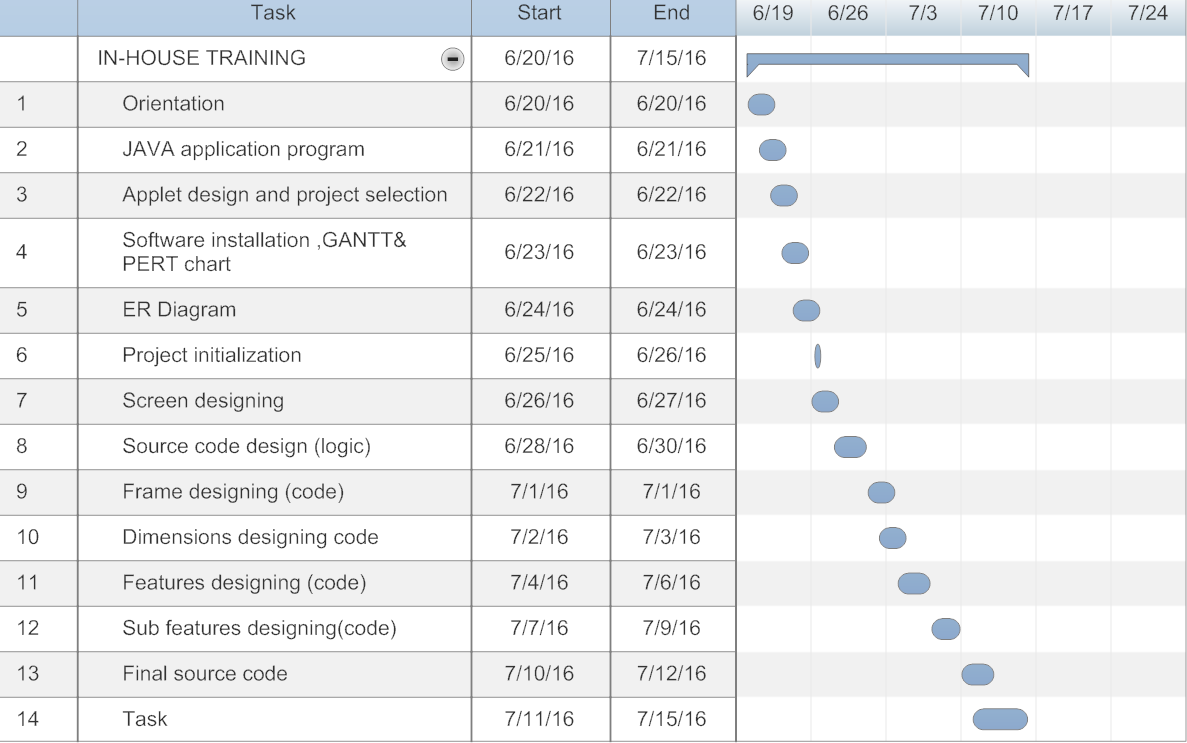 Task Start End 6/19 6/26 7/3 7/10 7/17 7/24
IN-HOUSE TRAINING 6/20/16 7/15/16
1 Orientation 6/20/16 6/20/16
2 JAVA application program 6/21/16 6/21/16
3 Applet design and project selection 6/22/16 6/22/16
4 Software installation ,GANTT&
PERT chart 6/23/16 6/23/16
5 ER Diagram 6/24/16 6/24/16
6 Project initialization 6/25/16 6/26/16
7 Screen designing 6/26/16 6/27/16
8 Source code design (logic) 6/28/16 6/30/16
9 Frame designing (code) 7/1/16 7/1/16
10 Dimensions designing code 7/2/16 7/3/16
11 Features designing (code) 7/4/16 7/6/16
12 Sub features designing(code) 7/7/16 7/9/16
13 Final source code 7/10/16 7/12/16
14 Task 7/11/16 7/15/16